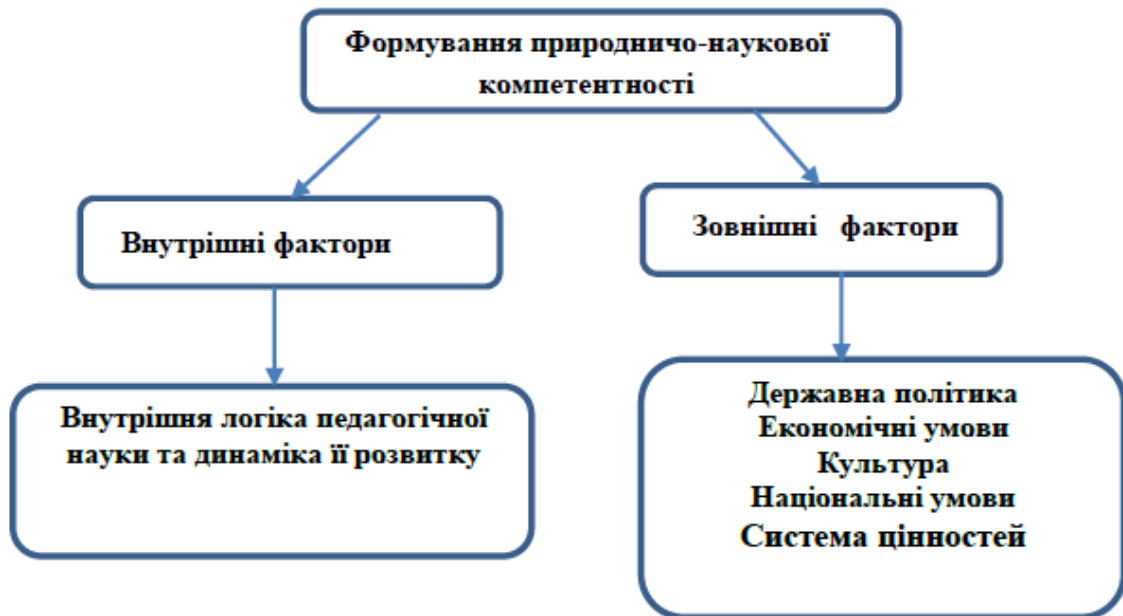 Формування природничо-наукової
компетентності
Внутрішні фактори
Зовнішні фактори
Внутрішня логіка педагогічної
науки та динаміка її розвитку
Державна політика
Економічні умови
Культура
Національні умови
Система цінностей